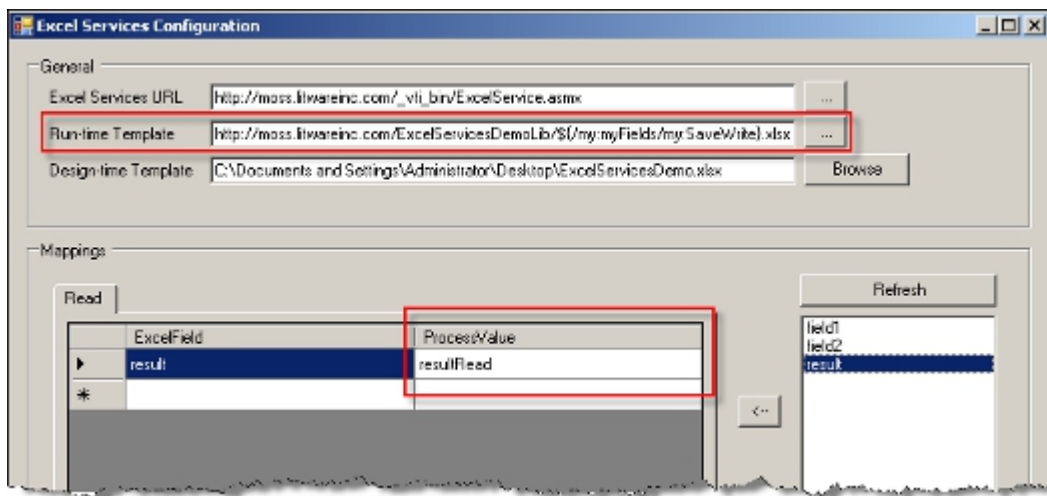 Excel Services Configuration
General
Excel Services URL http://moss.litwareinc.com/_vti_bin/ExcelService.asmx ...
Run-time Template http://moss.litwareinc.com/ExcelServicesDemoLib/${/my:myFields/my:SaveWrite}.xlsx ...
Design-time Template C:\Documents and Settings\Administrator\Desktop\ExcelServicesDemo.xlsx Browse
Mappings
Read
Refresh
ExcelField ProcessValue
result resultRead
*
field1
field2
result
<--